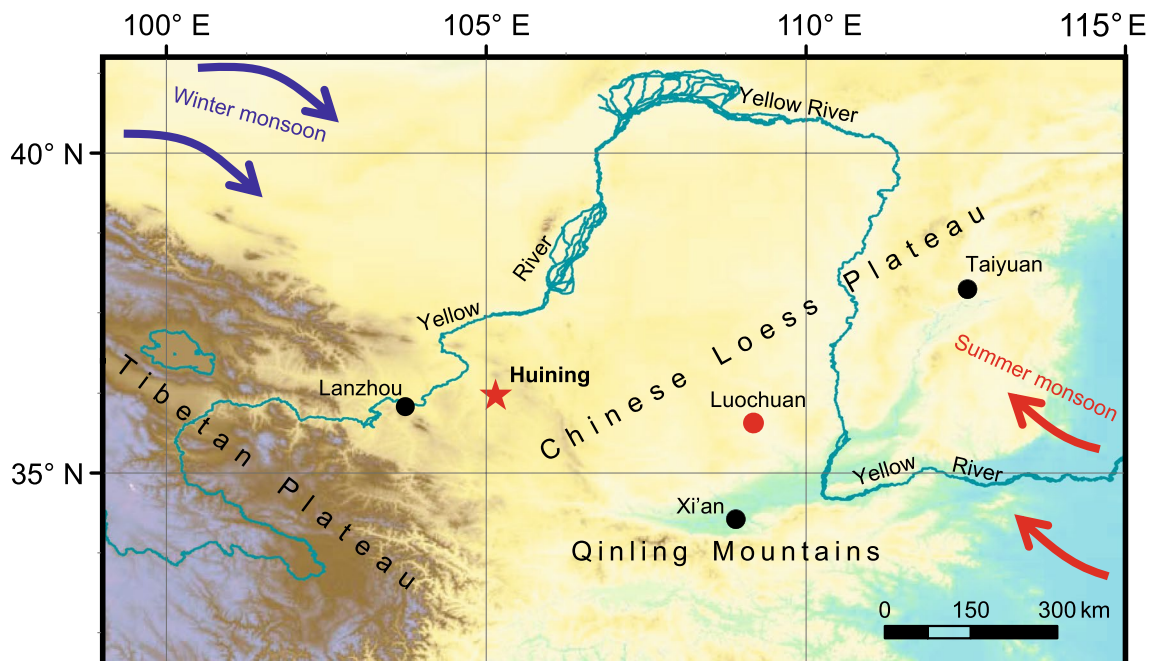 100° E
105° E
110° E
115°E
Winter monsoon
Yellow River
40° N
River
Chinese Loess Plateau
Taiyuan
Yellow
Summer monsoon
Huining
Lanzhou
Luochuan
Tibetan Plateau
35° N
Yellow River
Xi'an
Qinling Mountains
0 150 300 km